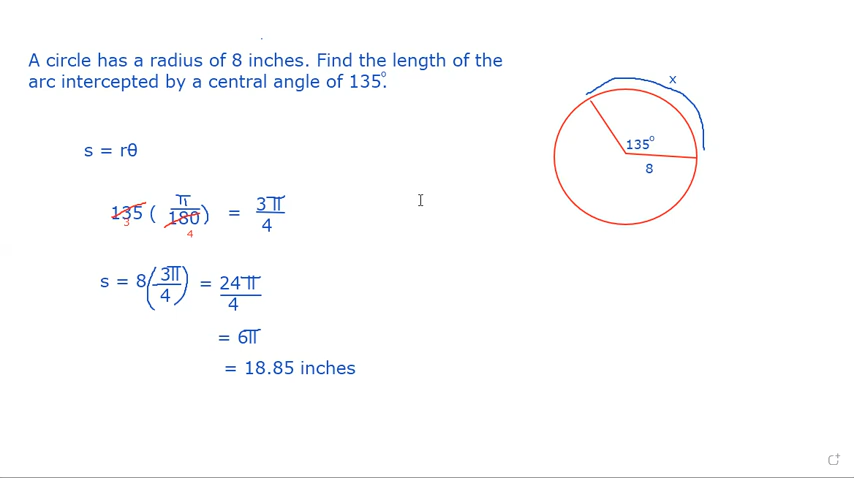 A circle has a radius of 8 inches. Find the length of the
arc intercepted by a central angle of 135°.
x
135°
8
s = rθ
135 ( π/180 ) = 3π/4
3
4
s = 8(3π/4) = 24π/4
= 6π
= 18.85 inches